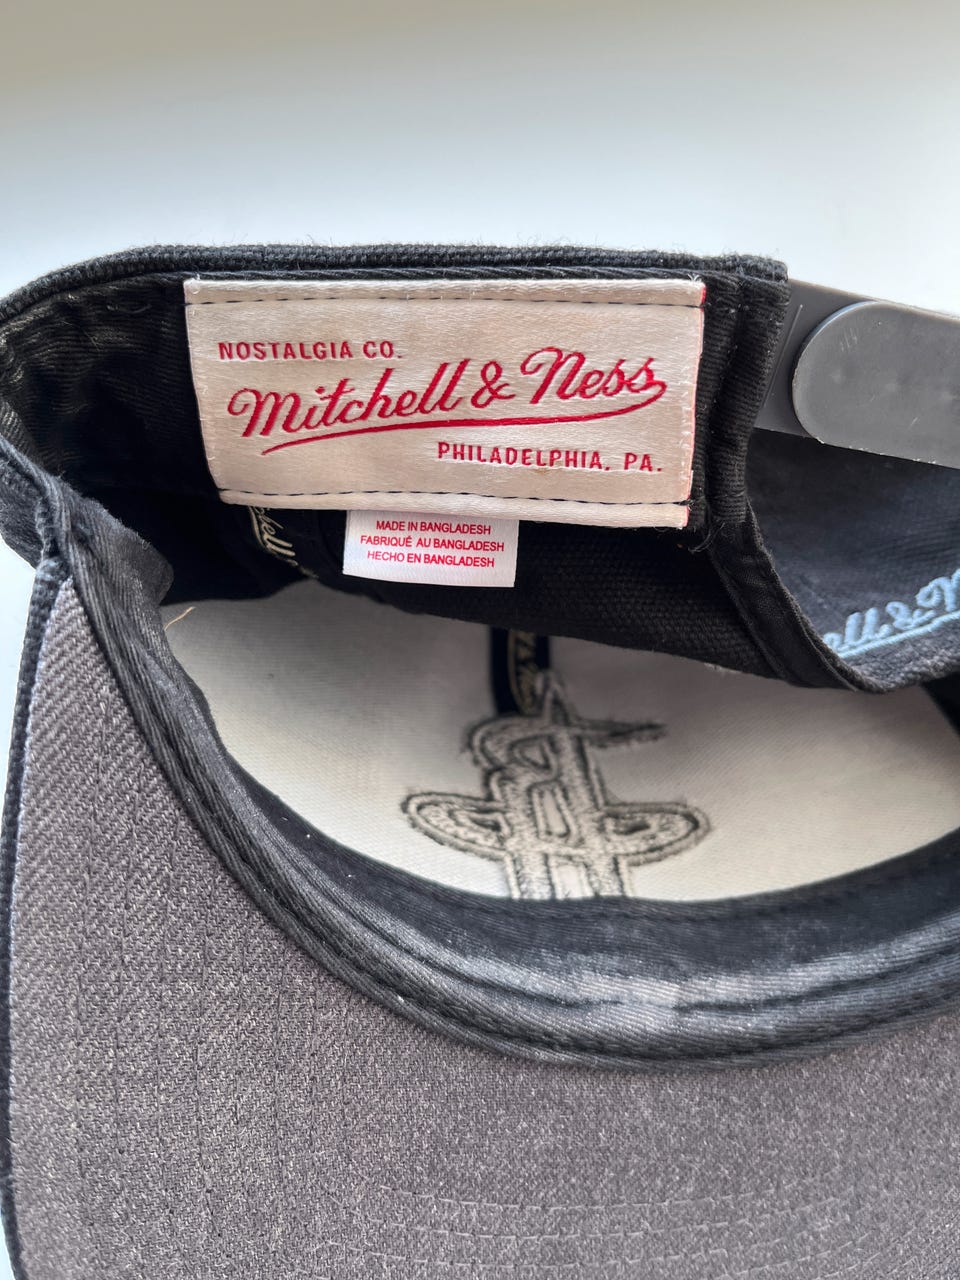 NOSTALGIA CO.
Mitchell & Ness
PHILADELPHIA, PA.
MADE IN BANGLADESH
FABRIQUÉ AU BANGLADESH
HECHO EN BANGLADESH